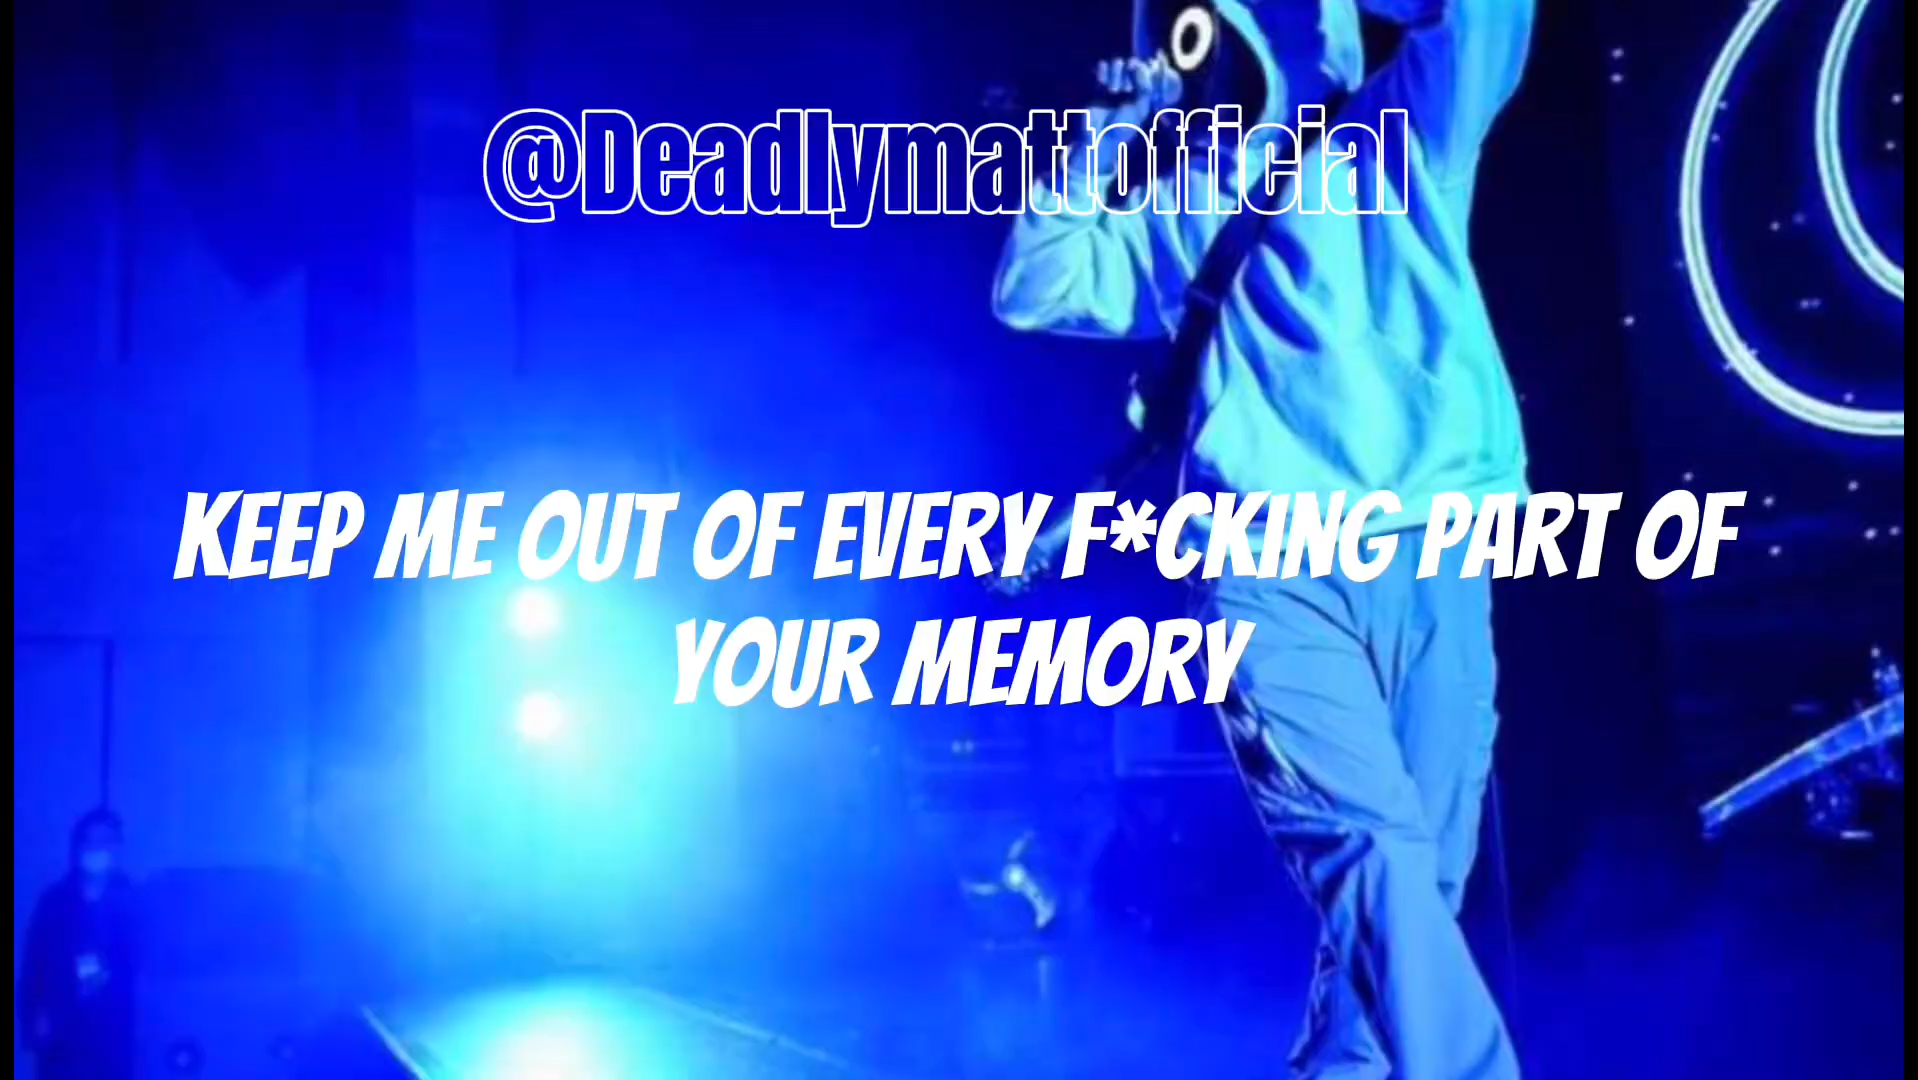 @Deadlymattofficial
KEEP ME OUT OF EVERY F*CKING PART OF
YOUR MEMORY